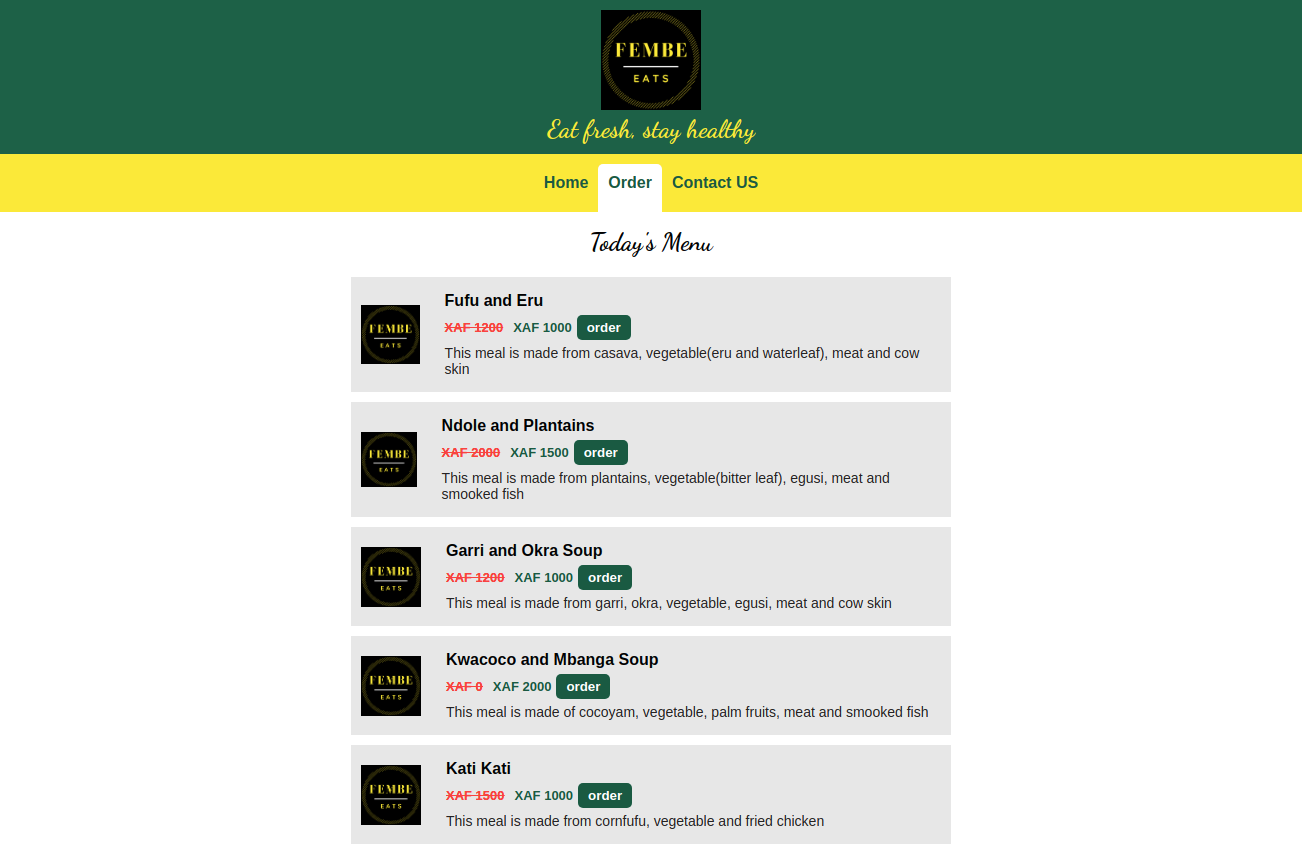 FEMBE
EATS
Eat fresh, stay healthy
Home Order Contact US
Today's Menu
FEMBE
EATS
Fufu and Eru
XAF 1200 XAF 1000 order
This meal is made from casava, vegetable(eru and waterleaf), meat and cow
skin
FEMBE
EATS
Ndole and Plantains
XAF 2000 XAF 1500 order
This meal is made from plantains, vegetable(bitter leaf), egusi, meat and
smooked fish
FEMBE
EATS
Garri and Okra Soup
XAF 1200 XAF 1000 order
This meal is made from garri, okra, vegetable, egusi, meat and cow skin
FEMBE
EATS
Kwacoco and Mbanga Soup
XAF 0 XAF 2000 order
This meal is made of cocoyam, vegetable, palm fruits, meat and smooked fish
FEMBE
EATS
Kati Kati
XAF 1500 XAF 1000 order
This meal is made from cornfufu, vegetable and fried chicken